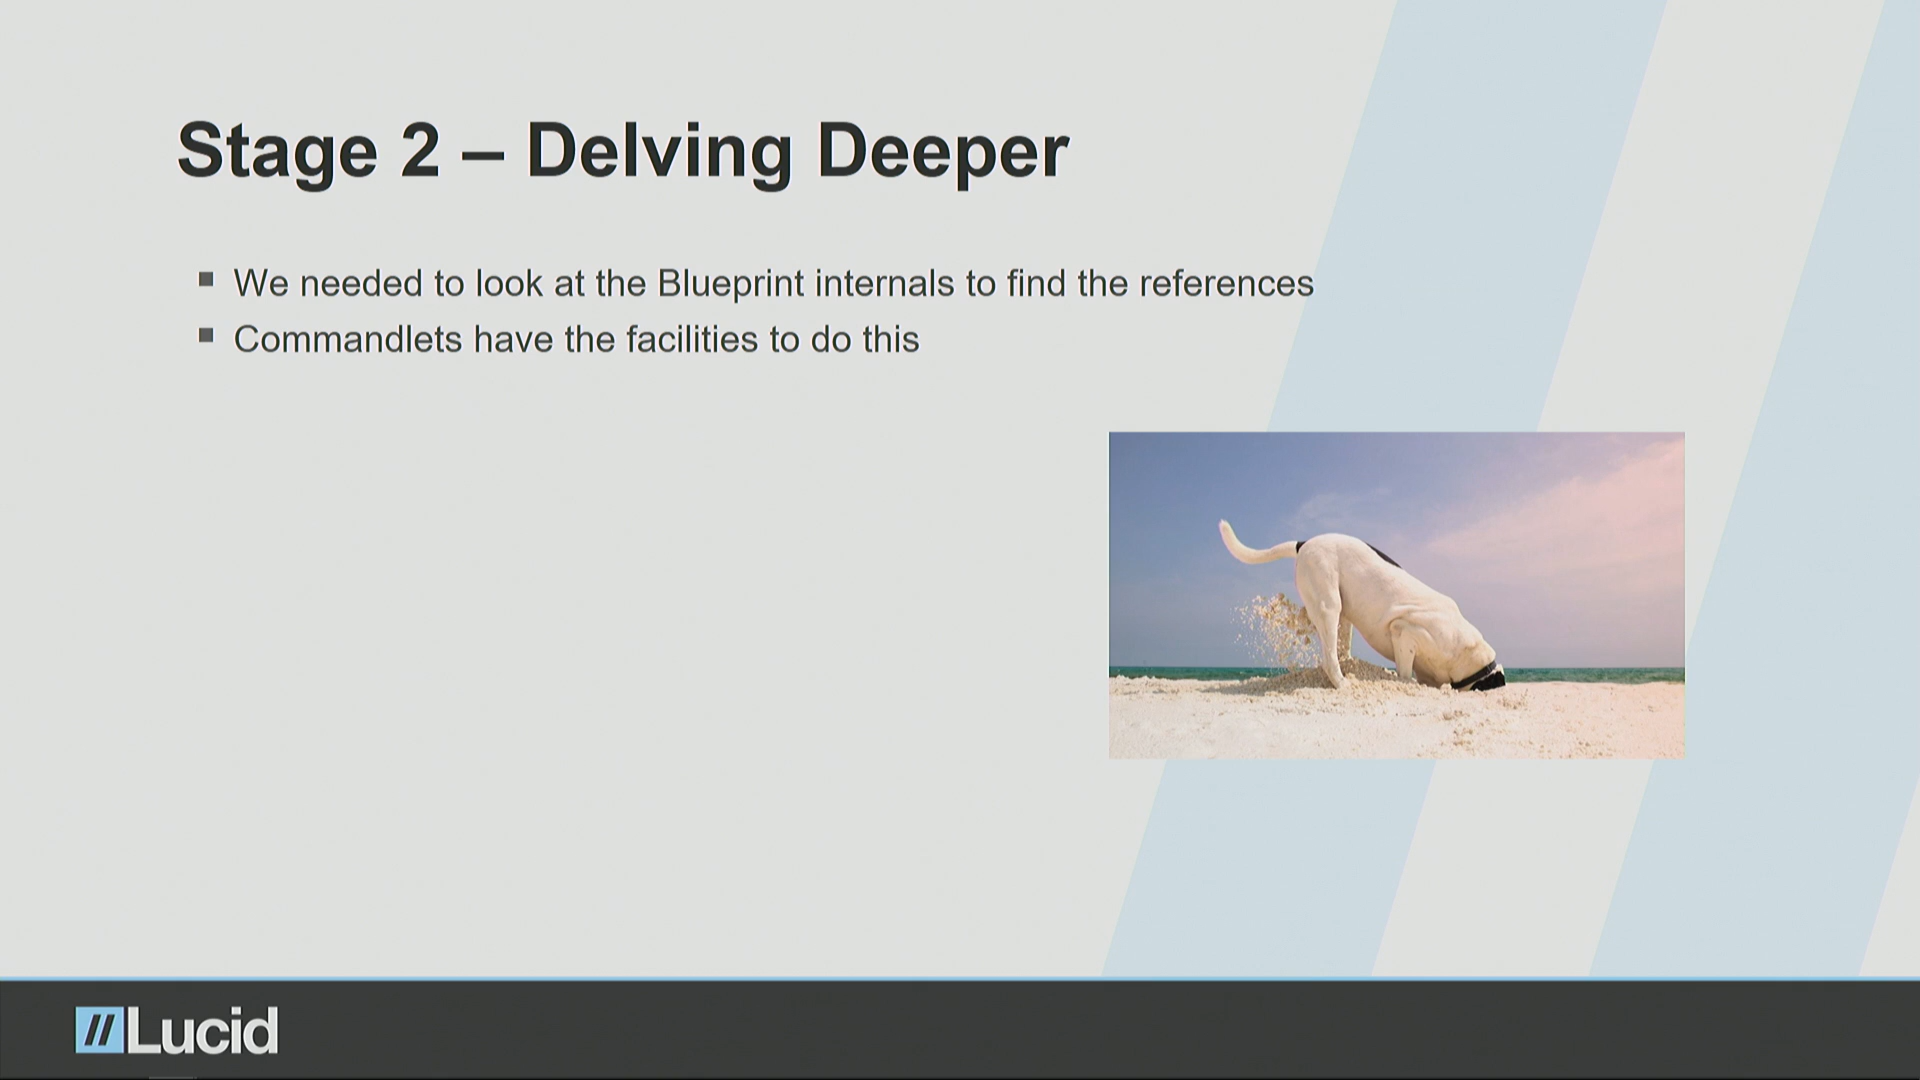 Stage 2 – Delving Deeper
We needed to look at the Blueprint internals to find the references
Commandlets have the facilities to do this
//Lucid